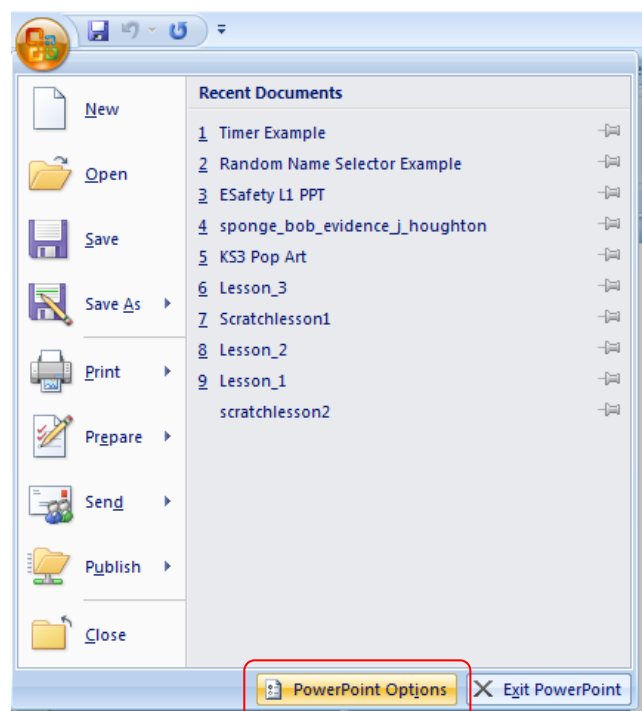 New
Open
Save
Save As
Print
Prepare
Send
Publish
Close
Recent Documents
1 Timer Example
2 Random Name Selector Example
3 ESafety L1 PPT
4 sponge_bob_evidence_j_houghton
5 KS3 Pop Art
6 Lesson_3
7 Scratchlesson1
8 Lesson_2
9 Lesson_1
scratchlesson2
PowerPoint Options
X Exit PowerPoint